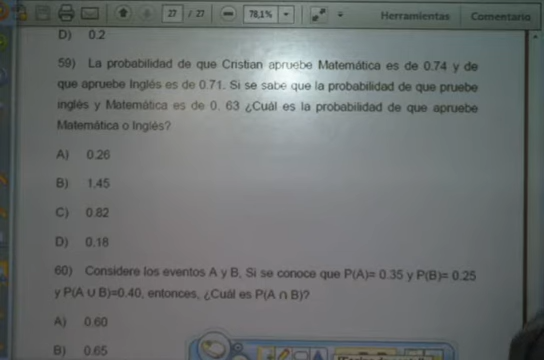 27 / 27
78,1%
Herramientas
Comentario
D) 0.2
59) La probabilidad de que Cristian apruebe Matemática es de 0.74 y de
que apruebe Inglés es de 0.71. Si se sabe que la probabilidad de que pruebe
inglés y Matemática es de 0, 63 ¿Cuál es la probabilidad de que apruebe
Matemática o Inglés?
A) 0.26
B) 1.45
C) 0.82
D) 0.18
60) Considere los eventos A y B, Si se conoce que P(A)= 0.35 y P(B)= 0.25
y P(A ∪ B)=0.40, entonces, ¿Cuál es P(A ∩ B)?
A) 0.60
B) 0.65